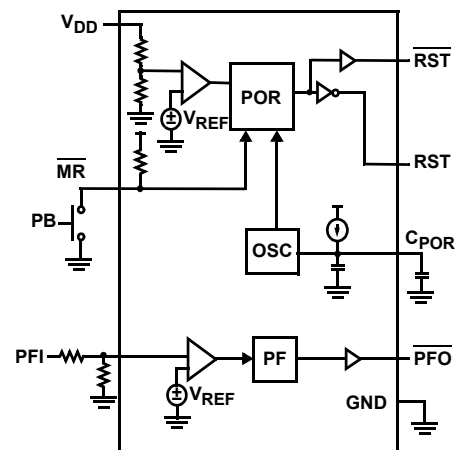 VDD
RST
POR
VREF
MR
RST
PB
OSC
CPOR
PFI
PF
PFO
VREF
GND